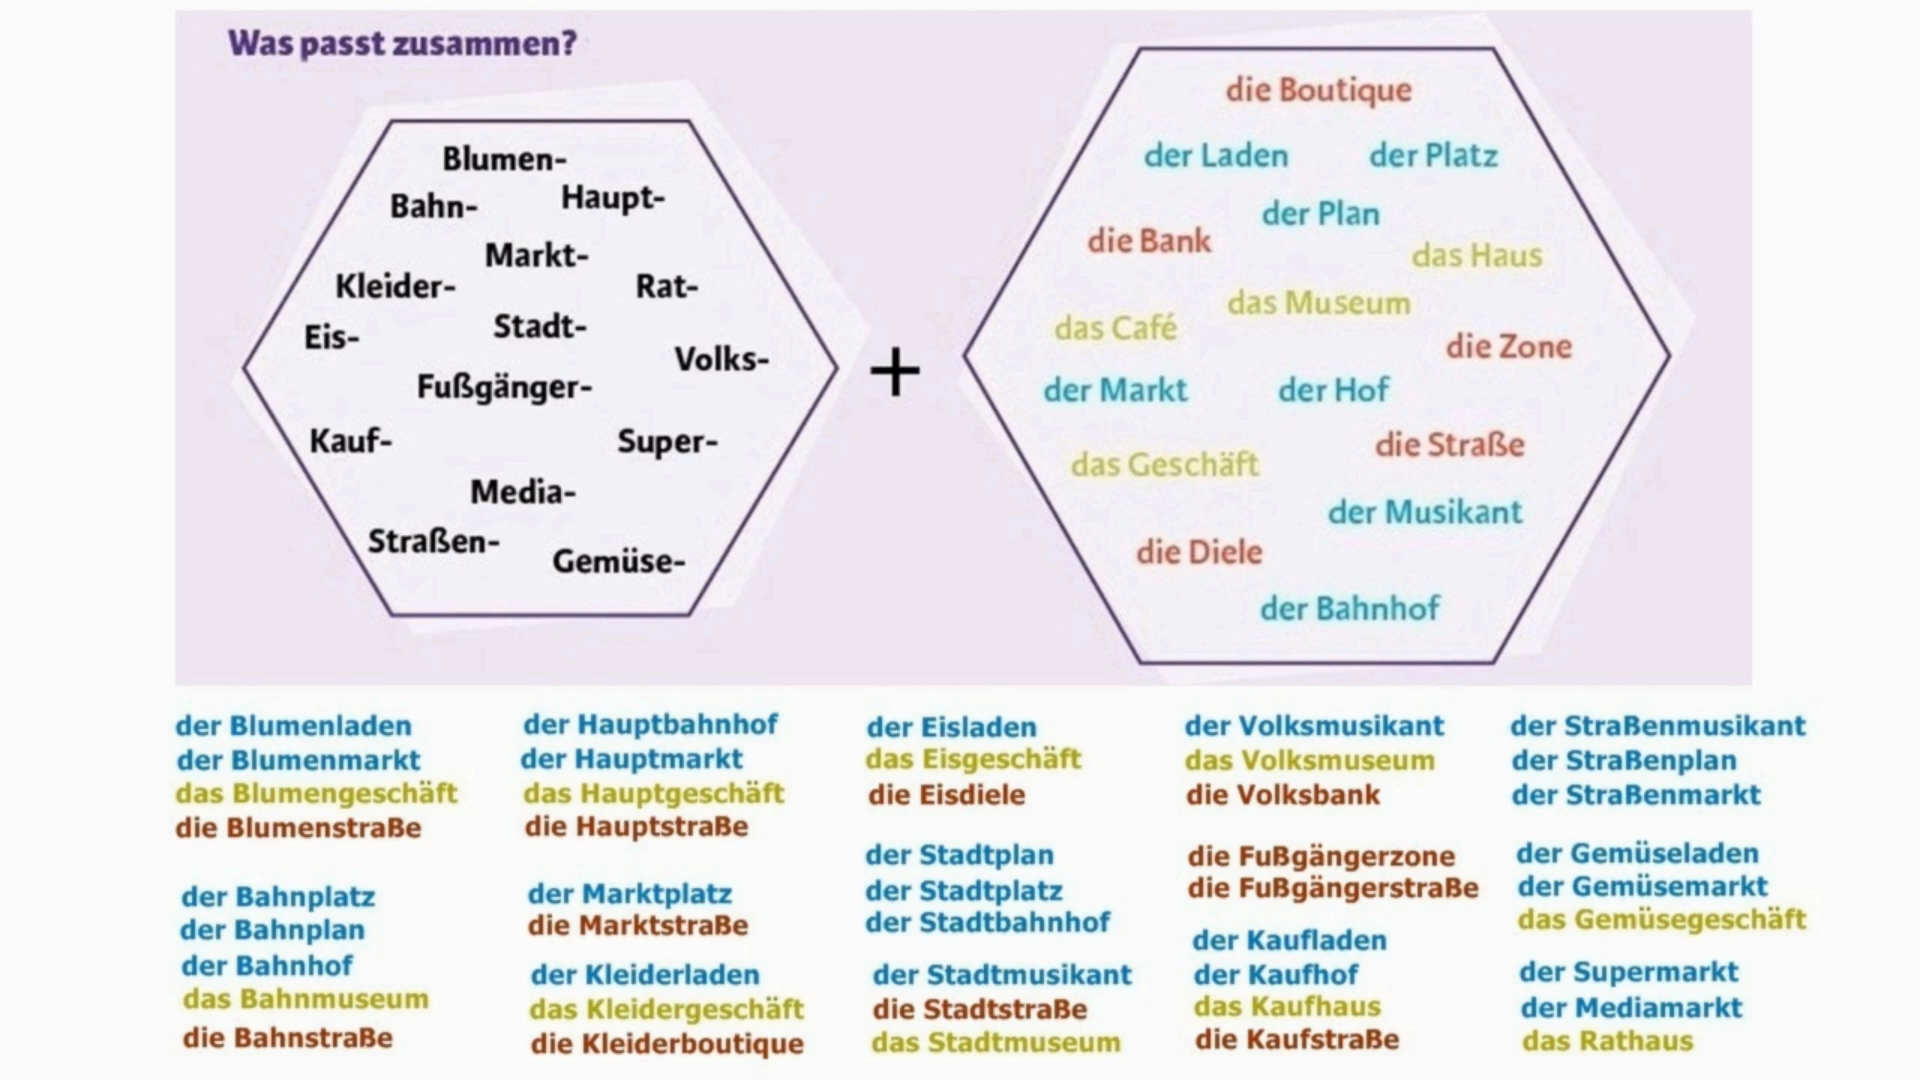 Was passt zusammen?
Blumen-
Bahn- Haupt-
Markt-
Kleider- Rat-
Eis- Stadt-
Volks-
Fußgänger-
Kauf- Super-
Media-
Straßen-
Gemüse-
+
die Boutique
der Laden der Platz
der Plan
die Bank
das Haus
das Museum
das Café
die Zone
der Markt der Hof
die Straße
das Geschäft
der Musikant
die Diele
der Bahnhof
der Blumenladen
der Blumenmarkt
das Blumengeschäft
die Blumenstraße
der Bahnplatz
der Bahnplan
der Bahnhof
das Bahnmuseum
die Bahnstraße
der Hauptbahnhof
der Hauptmarkt
das Hauptgeschäft
die Hauptstraße
der Marktplatz
die Marktstraße
der Kleiderladen
das Kleidergeschäft
die Kleiderboutique
der Eisladen
das Eisgeschäft
die Eisdiele
der Stadtplan
der Stadtplatz
der Stadtbahnhof
der Stadtmusikant
die Stadtstraße
das Stadtmuseum
der Volksmusikant
das Volksmuseum
die Volksbank
die Fußgängerzone
die Fußgängerstraße
der Kaufladen
der Kaufhof
das Kaufhaus
die Kaufstraße
der Straßenmusikant
der Straßenplan
der Straßenmarkt
der Gemüseladen
der Gemüsemarkt
das Gemüsegeschäft
der Supermarkt
der Mediamarkt
das Rathaus